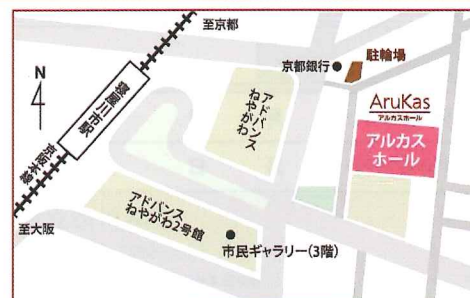 至京都
京都銀行
駐輪場
N
寝屋川市駅
アドバンス
ねやがわ
AruKas
アルカスホール
アルカス
ホール
京阪本線
至大阪
アドバンス
ねやがわ2号館
市民ギャラリー(3階)